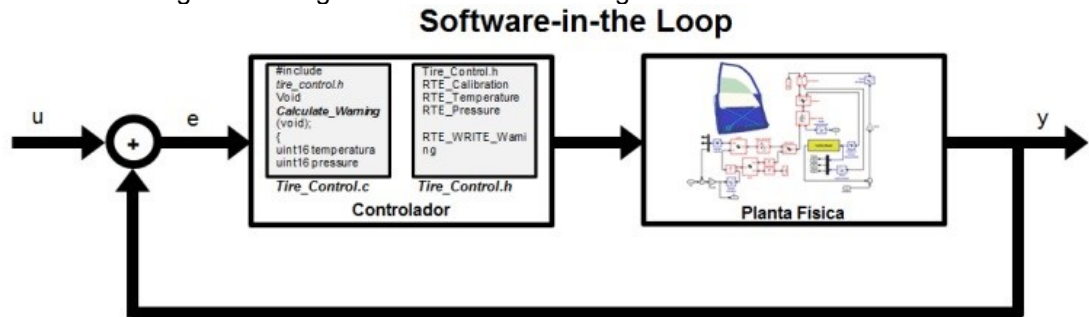 Software-in-the Loop
u
+
e
#include
tire_control.h
Void
Calculate_Warning
(void);
{
uint16 temperatura
uint16 pressure
Tire_Control.c
Tire_Control.h
RTE_Calibration
RTE_Temperature
RTE_Pressure
RTE_WRITE_Warni
ng
Tire_Control.h
Controlador
Planta Física
y